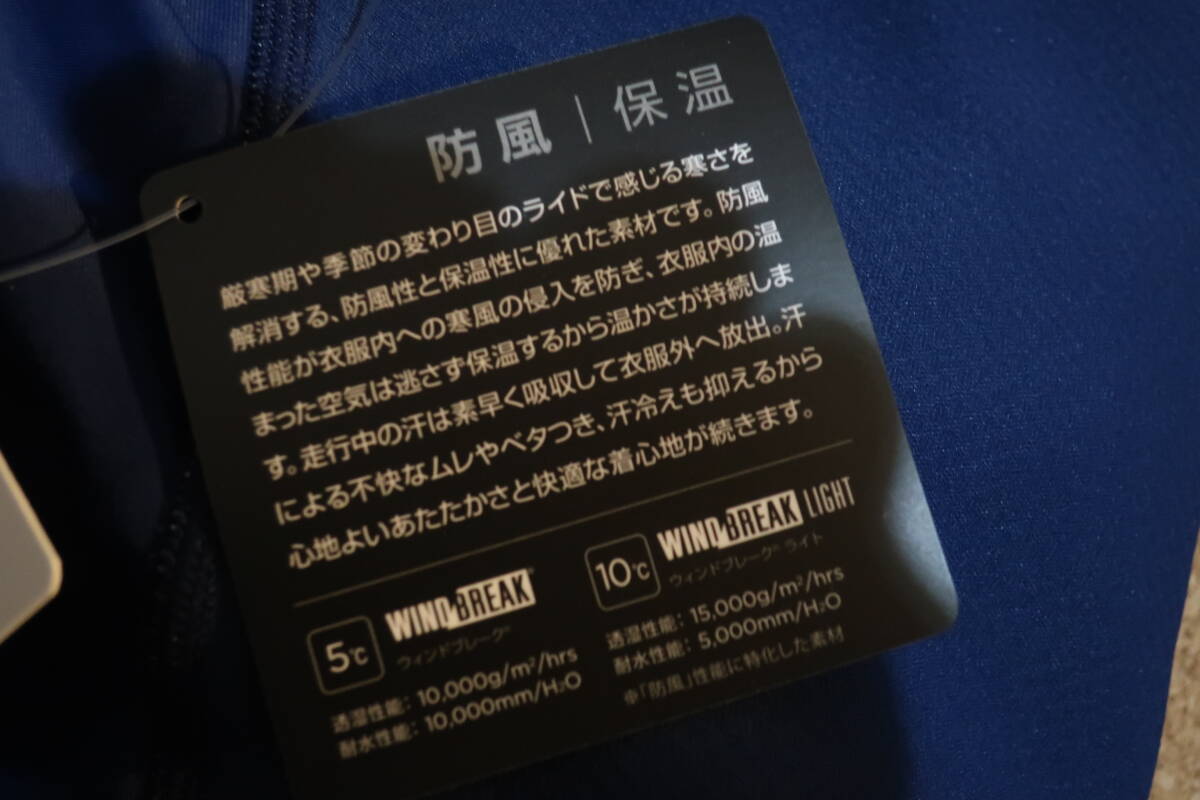 防風 | 保温
厳寒期や季節の変わり目のライドで感じる寒さを
解消する、防風性と保温性に優れた素材です。防風
性能が衣服内への寒風の侵入を防ぎ、衣服内の温
まった空気は逃さず保温するから温かさが持続しま
す。走行中の汗は素早く吸収して衣服外へ放出。汗
による不快なムレやベタつき、汗冷えも抑えるから
心地よいあたたかさと快適な着心地が続きます。
5℃ WINDBREAK®
ウィンドブレーク®
透湿性能: 10,000g/m²/hrs
耐水性能: 10,000mm/H₂O
10℃ WINDBREAK LIGHT
ウィンドブレーク® ライト
透湿性能: 15,000g/m²/hrs
耐水性能: 5,000mm/H₂O
※「防風」性能に特化した素材